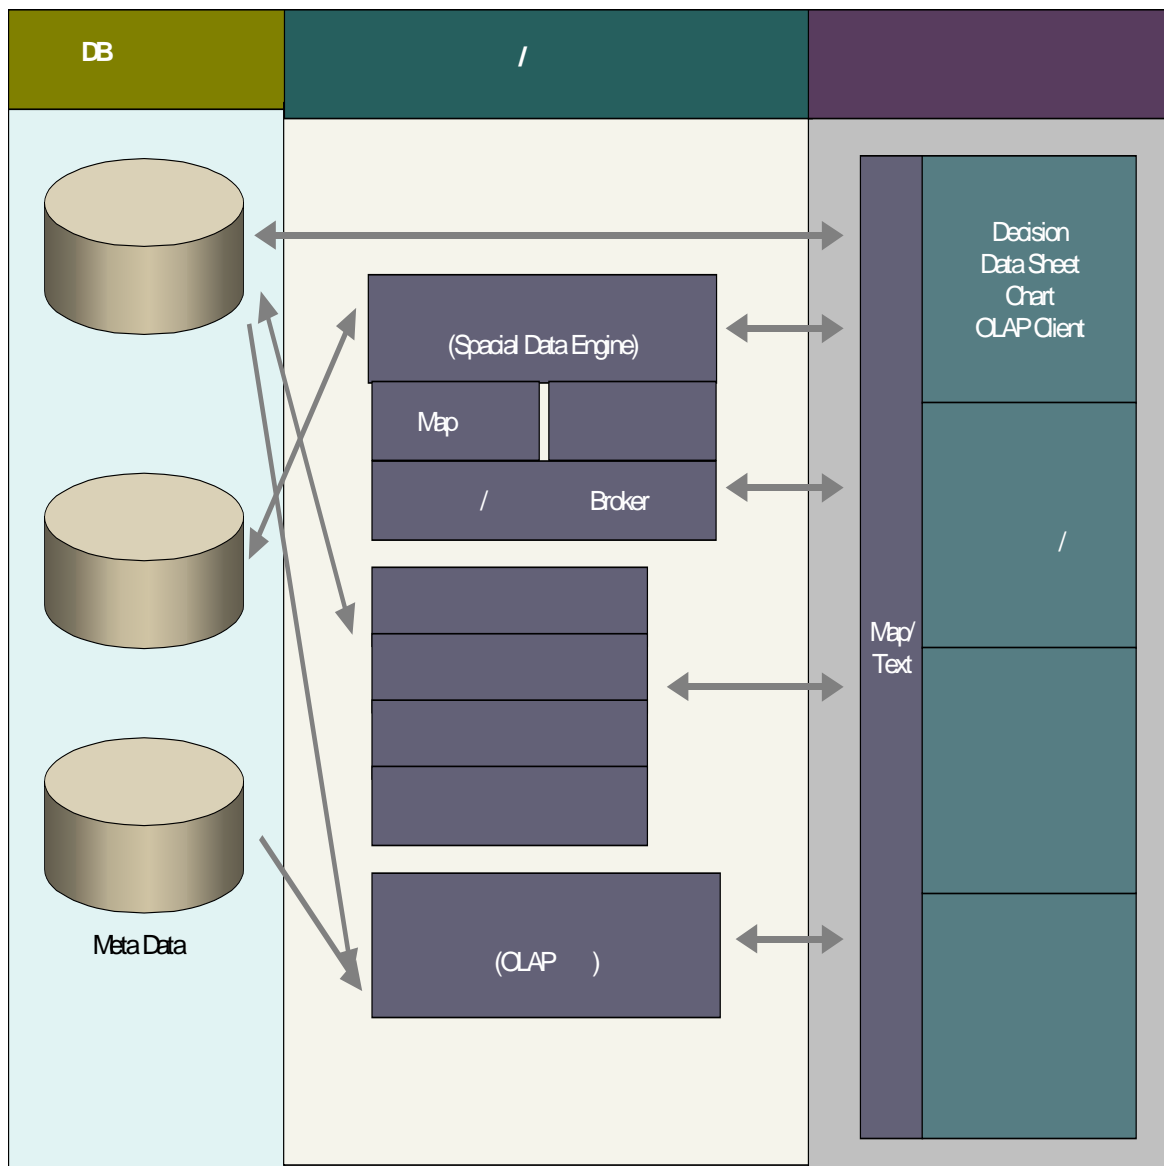 DB
/
Decision
Data Sheet
Chart
OLAP Client
(Spacial Data Engine)
Map
/ Broker
/
Map/
Text
Meta Data
(OLAP )